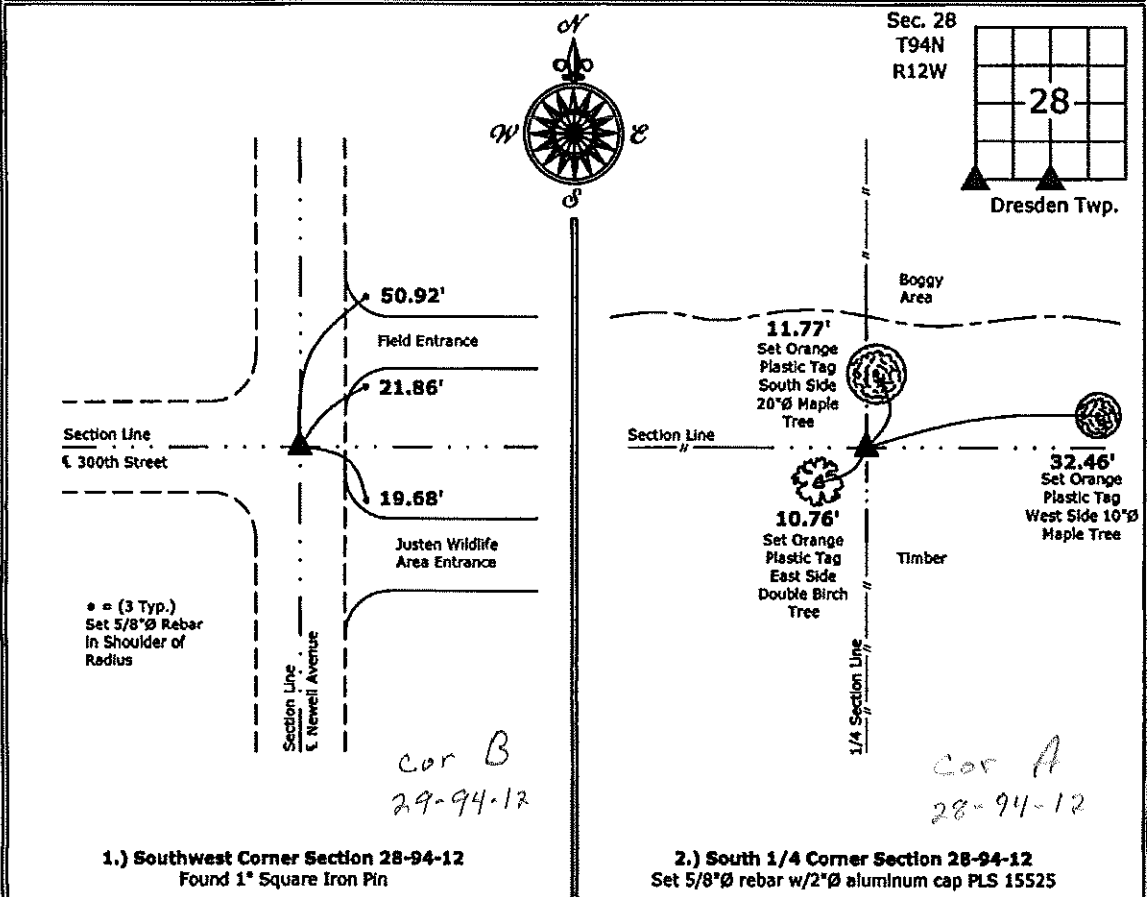 Sec. 28
T94N
R12W
28
Dresden Twp.
N
W
E
S
50.92'
Field Entrance
21.86'
Section Line
℄ 300th Street
19.68'
Justen Wildlife
Area Entrance
• = (3 Typ.)
Set 5/8"Ø Rebar
in Shoulder of
Radius
Section Line
℄ Newell Avenue
Cor B
29-94-12
1.) Southwest Corner Section 28-94-12
Found 1" Square Iron Pin
Boggy
Area
11.77'
Set Orange
Plastic Tag
South Side
20"Ø Maple
Tree
Section Line
32.46'
Set Orange
Plastic Tag
West Side 10"Ø
Maple Tree
10.76'
Set Orange
Plastic Tag
East Side
Double Birch
Tree
Timber
1/4 Section Line
Cor A
28-94-12
2.) South 1/4 Corner Section 28-94-12
Set 5/8"Ø rebar w/2"Ø aluminum cap PLS 15525